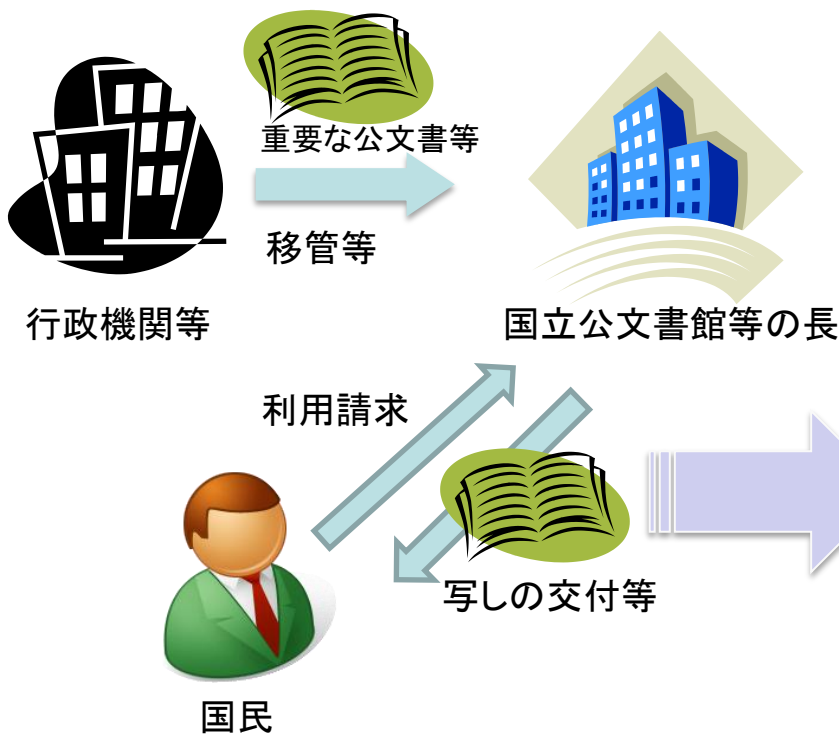 重要な公文書等
移管等
行政機関等
国立公文書館等の長
利用請求
写しの交付等
国民